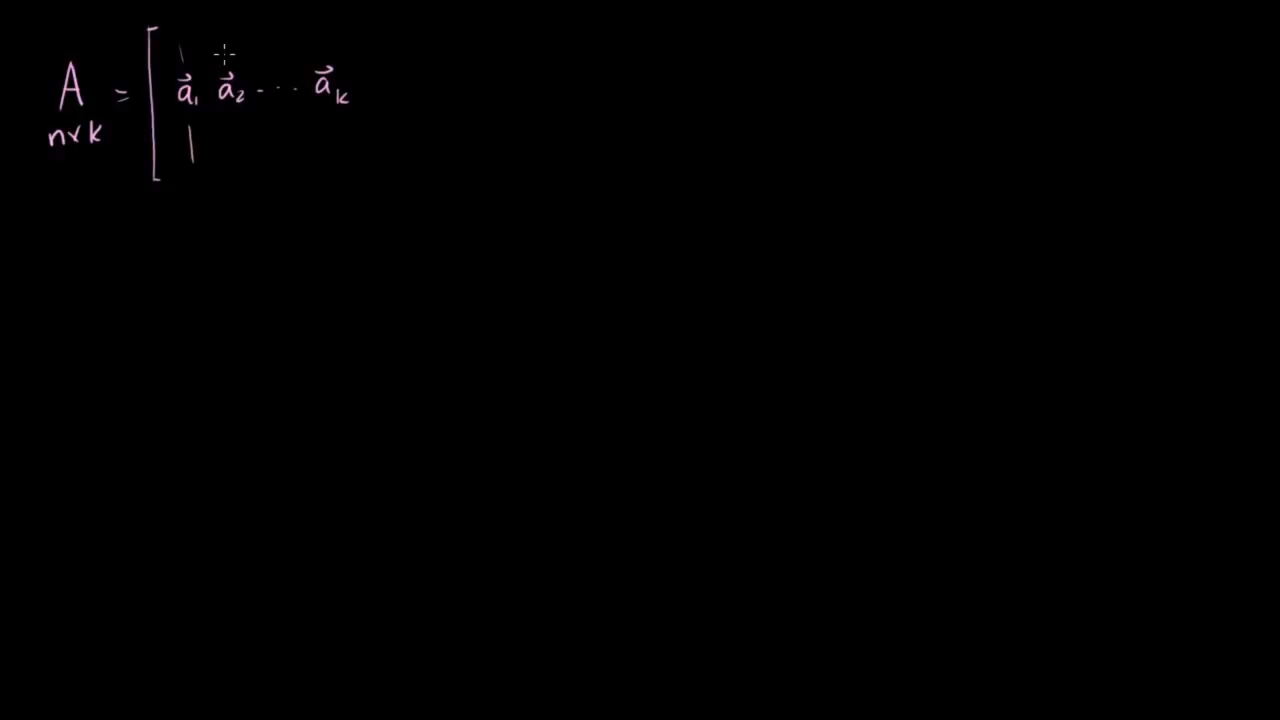 A = [ a⃗₁ a⃗₂ ... a⃗ₖ
n×k